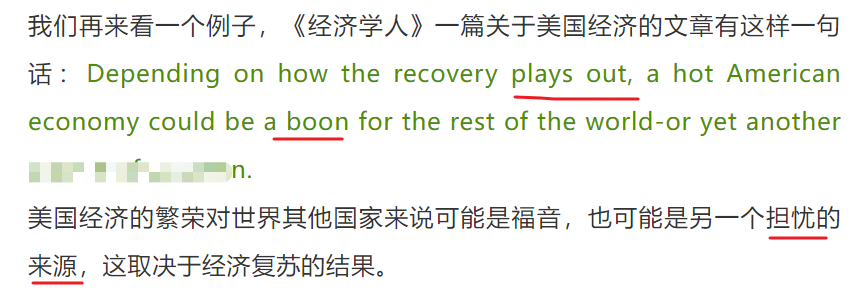 我们再来看一个例子，《经济学人》一篇关于美国经济的文章有这样一句
话：Depending on how the recovery plays out, a hot American
economy could be a boon for the rest of the world-or yet another
n.
美国经济的繁荣对世界其他国家来说可能是福音，也可能是另一个担忧的
来源，这取决于经济复苏的结果。